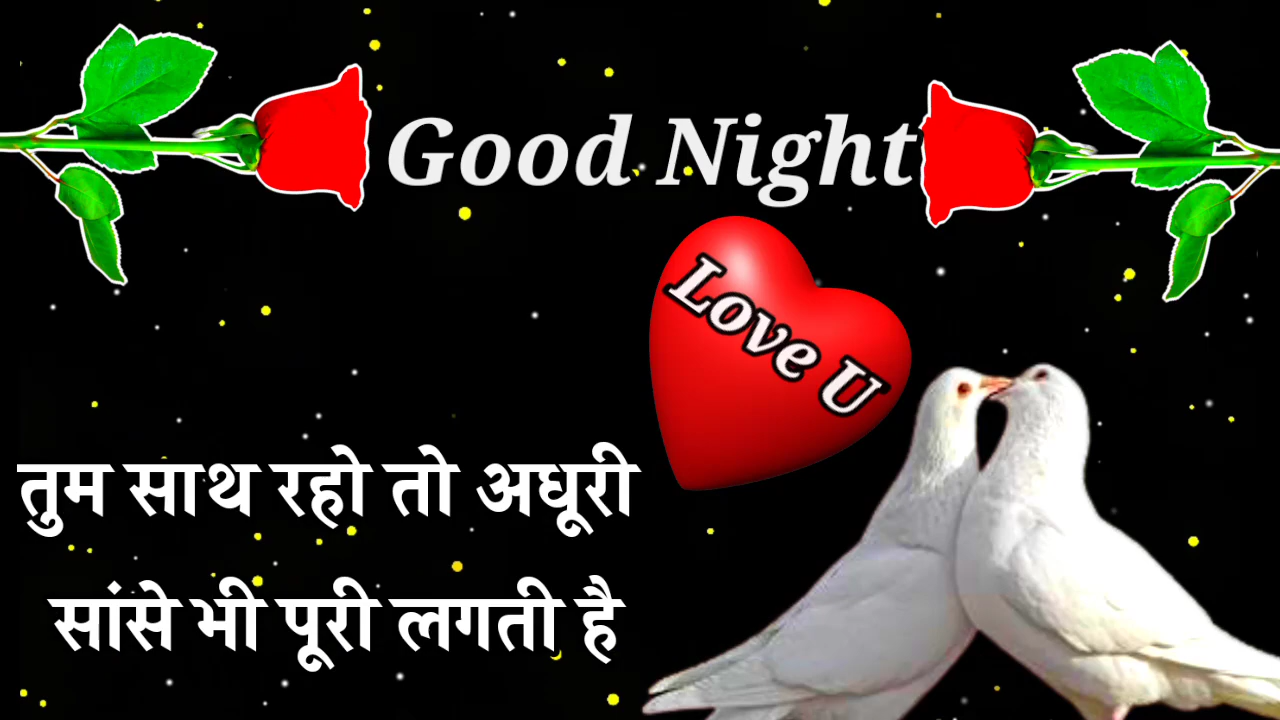 Good Night
Love U
तुम साथ रहो तो अधूरी
सांसे भी पूरी लगती है